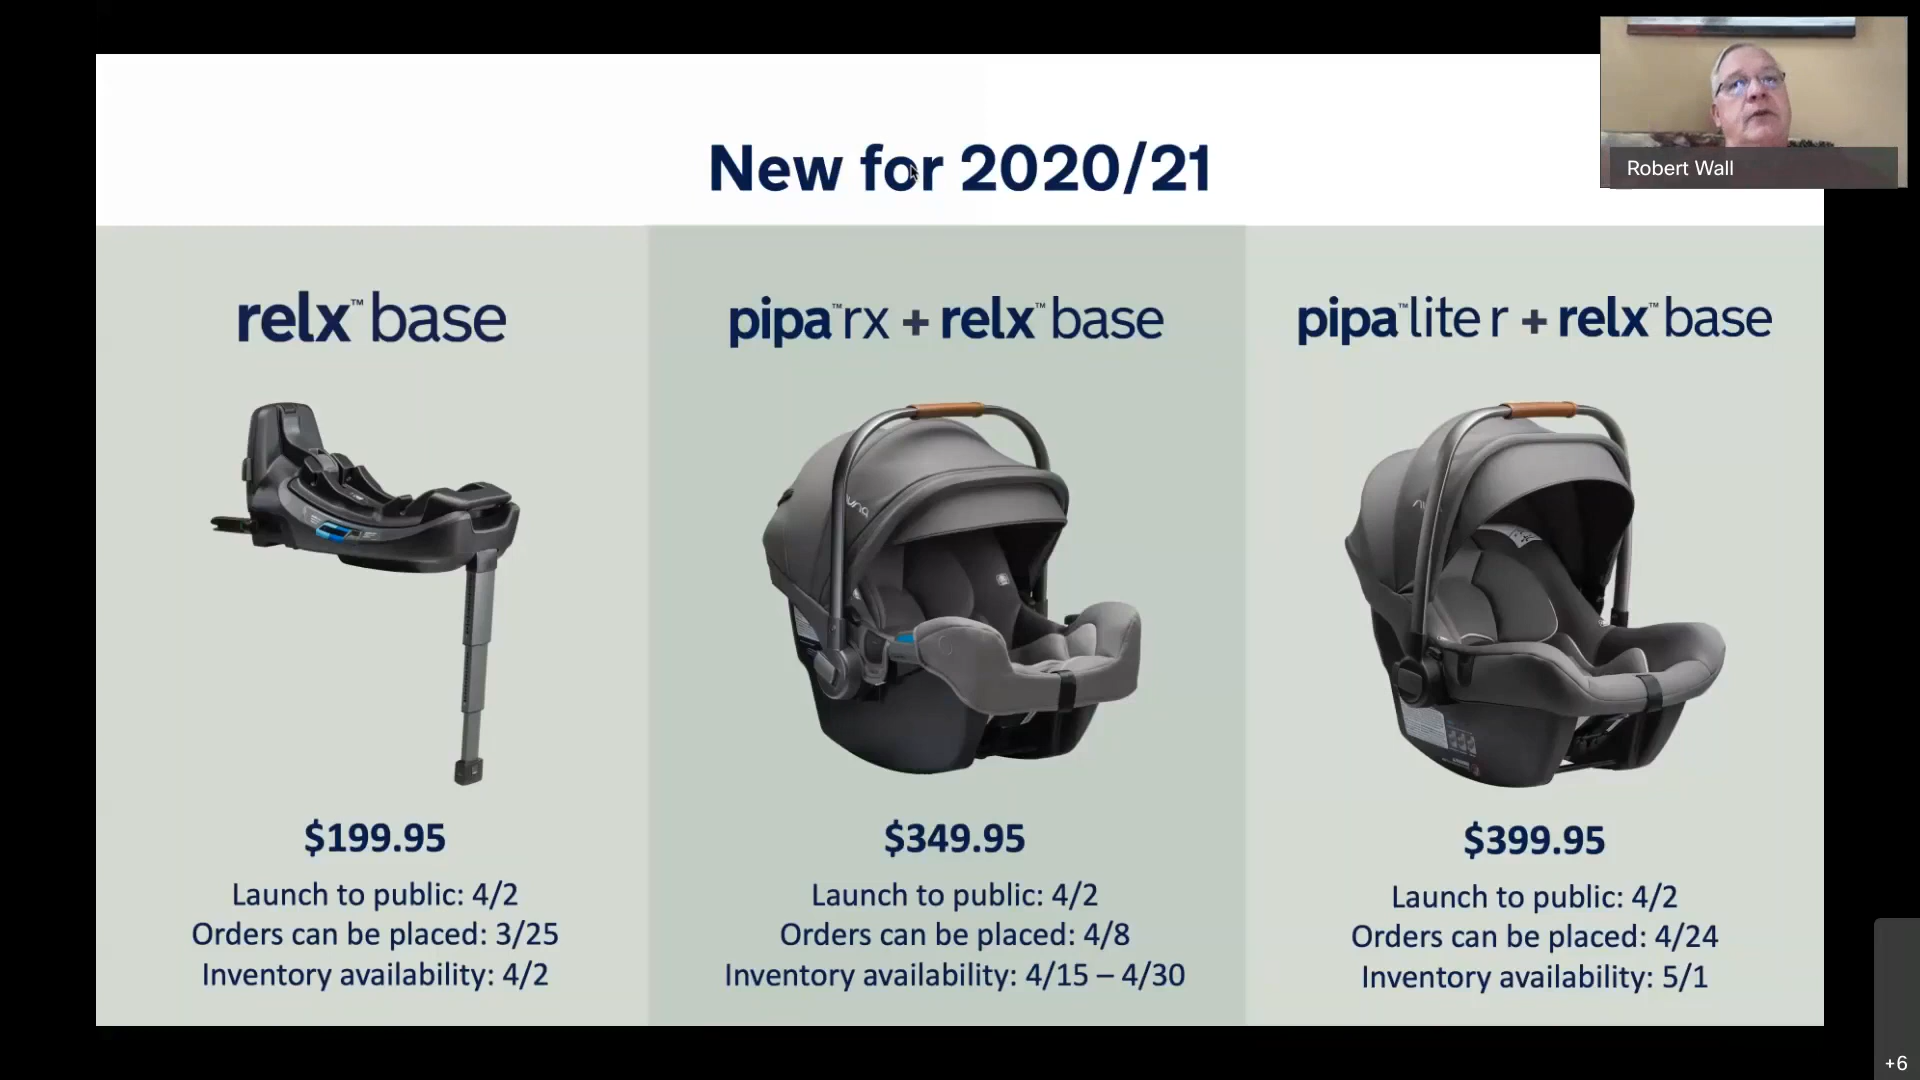 New for 2020/21
Robert Wall
relx™ base
pipa™ rx + relx™ base
pipa™ lite r + relx™ base
nuna
$199.95
$349.95
$399.95
Launch to public: 4/2
Orders can be placed: 3/25
Inventory availability: 4/2
Launch to public: 4/2
Orders can be placed: 4/8
Inventory availability: 4/15 – 4/30
Launch to public: 4/2
Orders can be placed: 4/24
Inventory availability: 5/1
+6